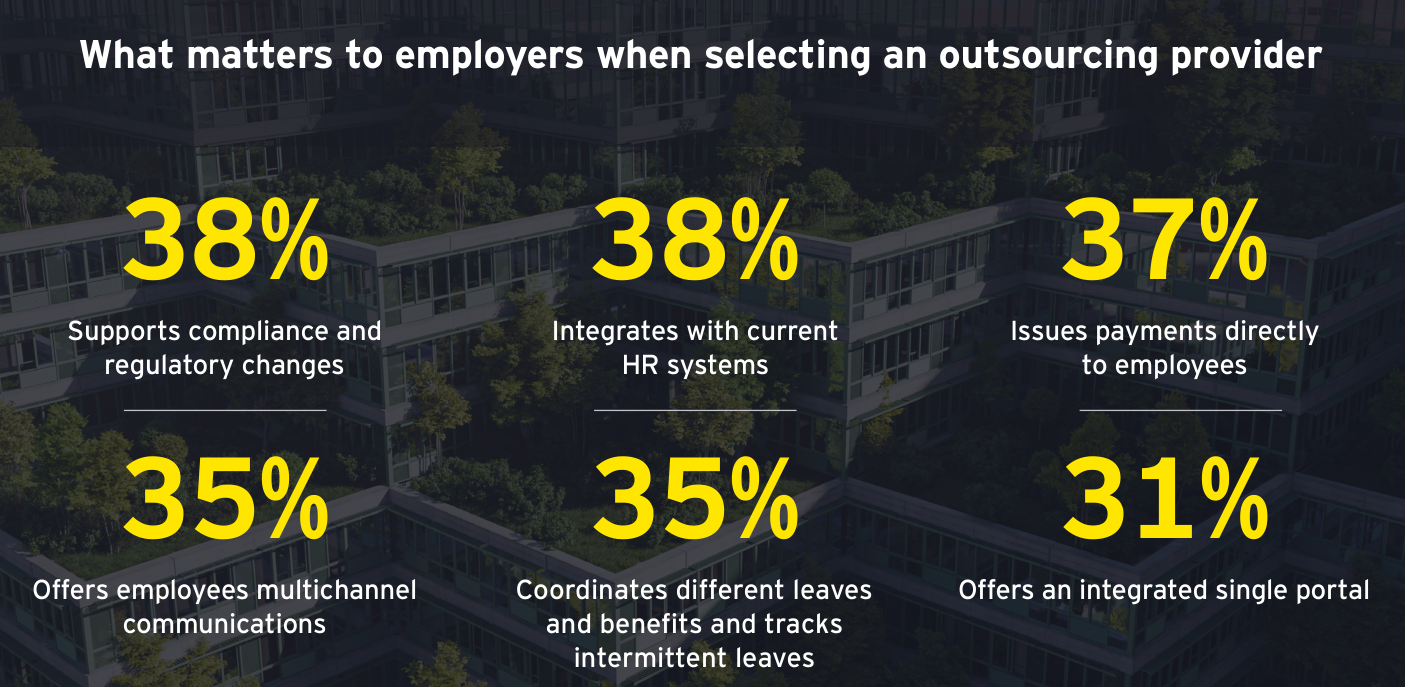 What matters to employers when selecting an outsourcing provider
38%
Supports compliance and
regulatory changes
38%
Integrates with current
HR systems
37%
Issues payments directly
to employees
35%
Offers employees multichannel
communications
35%
Coordinates different leaves
and benefits and tracks
intermittent leaves
31%
Offers an integrated single portal